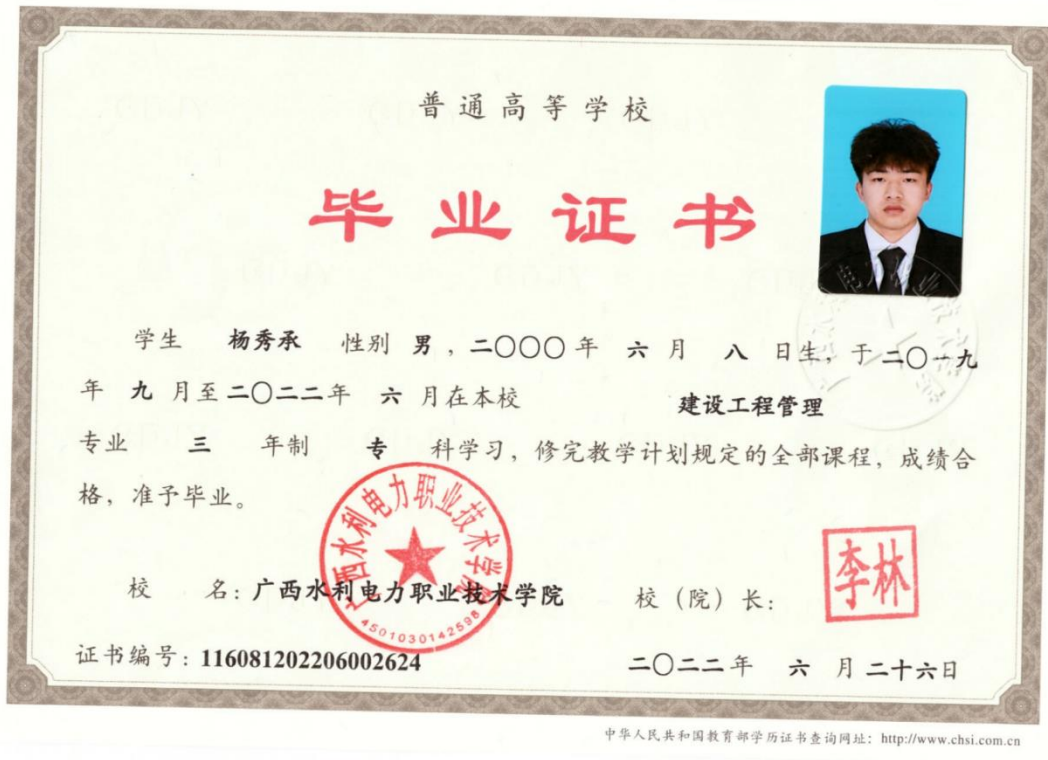 普通高等学校
毕业证书
学生 杨秀承 性别 男，二〇〇〇年 六 月 八 日生，于二〇一九
年 九 月至二〇二二年 六 月在本校 建设工程管理
专业 三 年制 专 科学习，修完教学计划规定的全部课程，成绩合
格，准予毕业。
广西水利电力职业技术学院
4501030142598
校 名：广西水利电力职业技术学院 校（院）长：
李林
证书编号：116081202206002624 二〇二二年 六 月二十六日
中华人民共和国教育部学历证书查询网址：http://www.chsi.com.cn